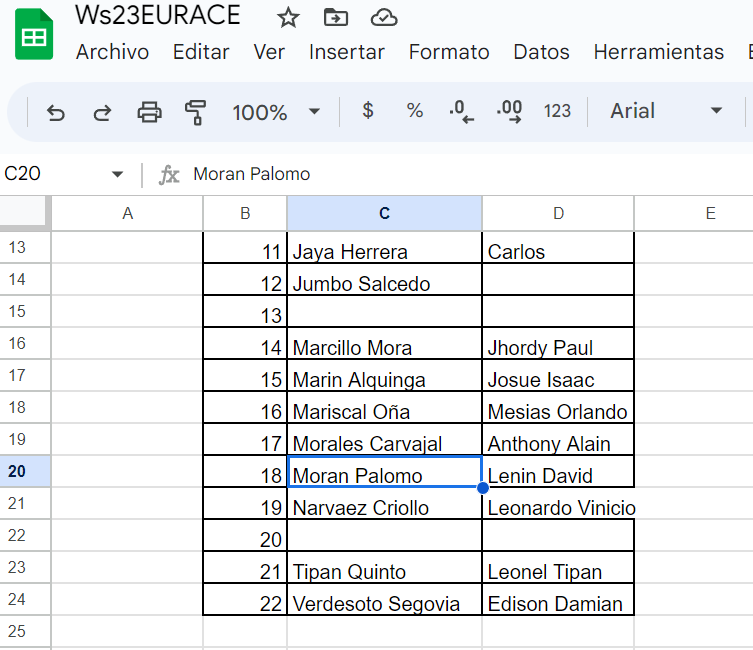 Ws23EURACE
Archivo Editar Ver Insertar Formato Datos Herramientas
100% $ % .0 .00 123 Arial
C20 fx Moran Palomo
A B C D E
13 11 Jaya Herrera Carlos
14 12 Jumbo Salcedo
15 13
16 14 Marcillo Mora Jhordy Paul
17 15 Marin Alquinga Josue Isaac
18 16 Mariscal Oña Mesias Orlando
19 17 Morales Carvajal Anthony Alain
20 18 Moran Palomo Lenin David
21 19 Narvaez Criollo Leonardo Vinicio
22 20
23 21 Tipan Quinto Leonel Tipan
24 22 Verdesoto Segovia Edison Damian
25